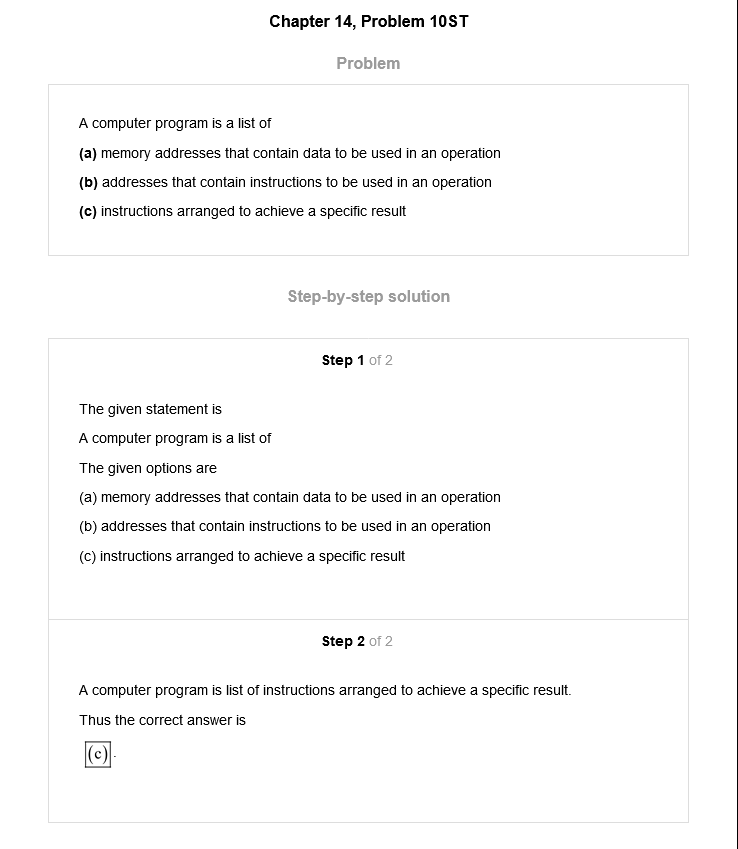 Chapter 14, Problem 10ST
Problem
A computer program is a list of
(a) memory addresses that contain data to be used in an operation
(b) addresses that contain instructions to be used in an operation
(c) instructions arranged to achieve a specific result
Step-by-step solution
Step 1 of 2
The given statement is
A computer program is a list of
The given options are
(a) memory addresses that contain data to be used in an operation
(b) addresses that contain instructions to be used in an operation
(c) instructions arranged to achieve a specific result
Step 2 of 2
A computer program is list of instructions arranged to achieve a specific result.
Thus the correct answer is
(c).